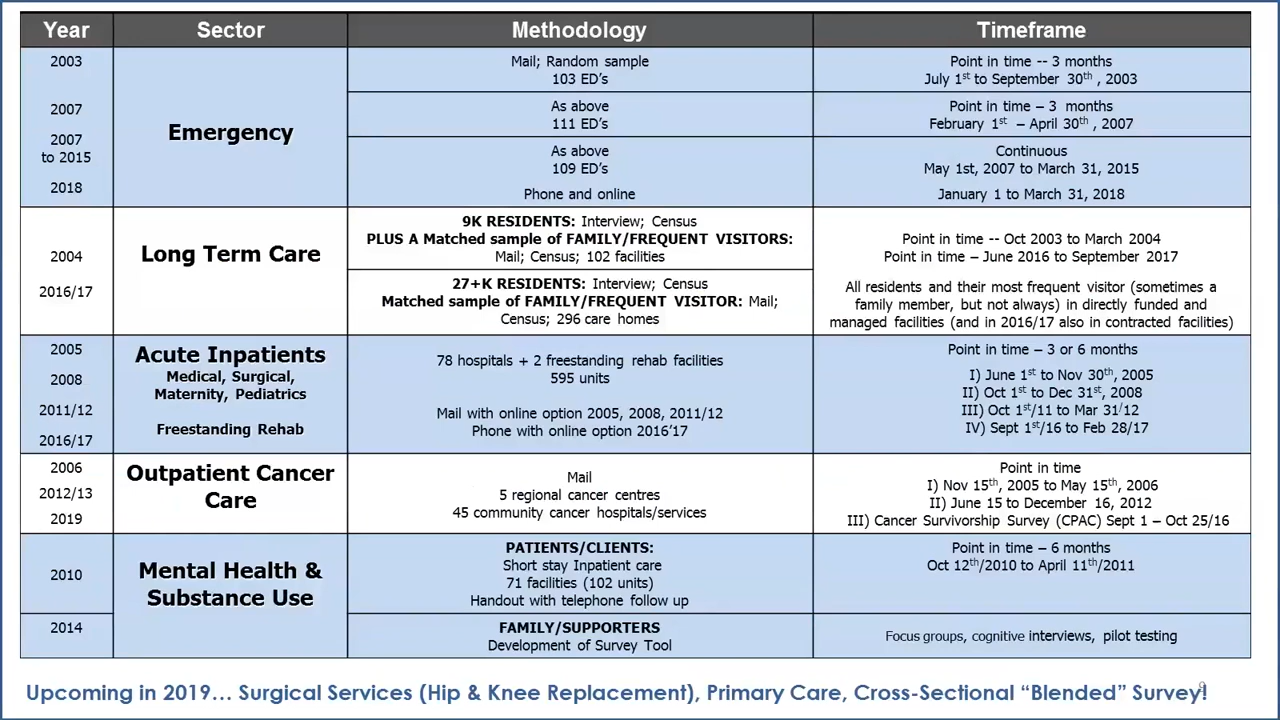 Year Sector Methodology Timeframe
2003
2007
2007
to 2015
2018
Emergency
Mail; Random sample
103 ED’s
Point in time -- 3 months
July 1st to September 30th , 2003
As above
111 ED’s
Point in time – 3 months
February 1st – April 30th , 2007
As above
109 ED’s
Phone and online
Continuous
May 1st, 2007 to March 31, 2015
January 1 to March 31, 2018
2004
2016/17
Long Term Care
9K RESIDENTS: Interview; Census
PLUS A Matched sample of FAMILY/FREQUENT VISITORS:
Mail; Census; 102 facilities
27+K RESIDENTS: Interview; Census
Matched sample of FAMILY/FREQUENT VISITOR: Mail;
Census; 296 care homes
Point in time -- Oct 2003 to March 2004
Point in time – June 2016 to September 2017
All residents and their most frequent visitor (sometimes a
family member, but not always) in directly funded and
managed facilities (and in 2016/17 also in contracted facilities)
2005
2008
2011/12
2016/17
Acute Inpatients
Medical, Surgical,
Maternity, Pediatrics
Freestanding Rehab
78 hospitals + 2 freestanding rehab facilities
595 units
Mail with online option 2005, 2008, 2011/12
Phone with online option 2016’17
Point in time – 3 or 6 months
I) June 1st to Nov 30th, 2005
II) Oct 1st to Dec 31st, 2008
III) Oct 1st/11 to Mar 31/12
IV) Sept 1st/16 to Feb 28/17
2006
2012/13
2019
Outpatient Cancer
Care
Mail
5 regional cancer centres
45 community cancer hospitals/services
Point in time
I) Nov 15th, 2005 to May 15th, 2006
II) June 15 to December 16, 2012
III) Cancer Survivorship Survey (CPAC) Sept 1 – Oct 25/16
2010
2014
Mental Health &
Substance Use
PATIENTS/CLIENTS:
Short stay Inpatient care
71 facilities (102 units)
Handout with telephone follow up
Point in time – 6 months
Oct 12th/2010 to April 11th/2011
FAMILY/SUPPORTERS
Development of Survey Tool
Focus groups, cognitive interviews, pilot testing
Upcoming in 2019… Surgical Services (Hip & Knee Replacement), Primary Care, Cross-Sectional “Blended” Survey!